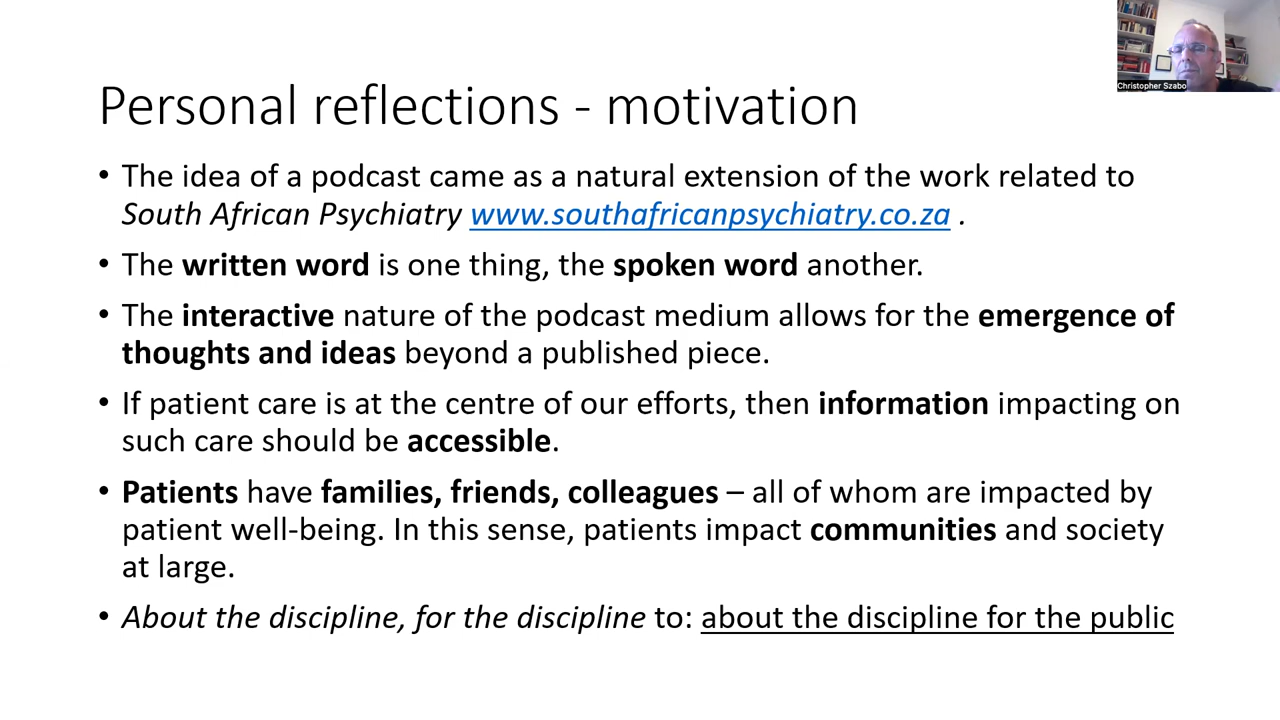 Christopher Szabo
Personal reflections - motivation
• The idea of a podcast came as a natural extension of the work related to
South African Psychiatry www.southafricanpsychiatry.co.za .
• The written word is one thing, the spoken word another.
• The interactive nature of the podcast medium allows for the emergence of
thoughts and ideas beyond a published piece.
• If patient care is at the centre of our efforts, then information impacting on
such care should be accessible.
• Patients have families, friends, colleagues – all of whom are impacted by
patient well-being. In this sense, patients impact communities and society
at large.
• About the discipline, for the discipline to: about the discipline for the public